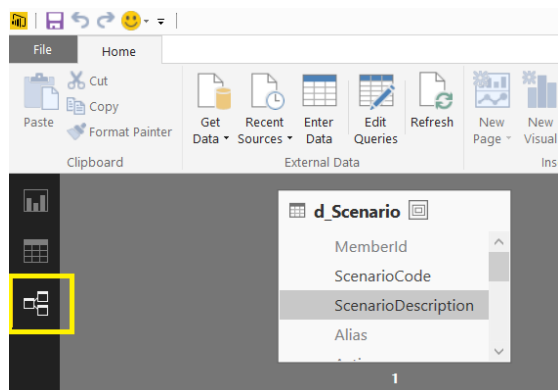 File Home
Cut
Copy
Format Painter
Paste
Get Data
Recent Sources
Enter Data
Edit Queries
Refresh
New Page
New Visual
Clipboard External Data Ins
d_Scenario
MemberId
ScenarioCode
ScenarioDescription
Alias
1